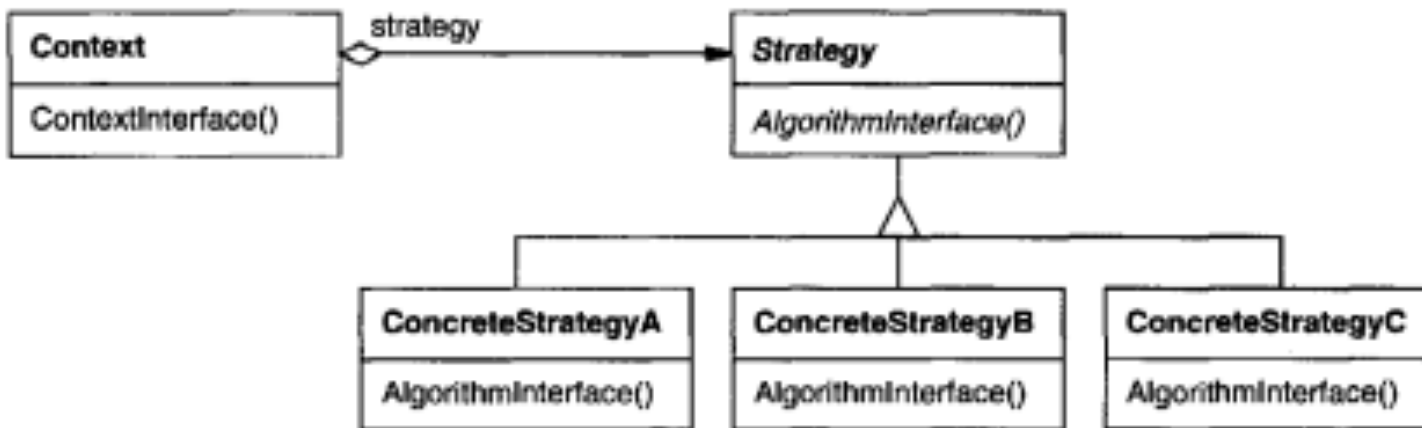 Context
strategy
Strategy
ContextInterface()
AlgorithmInterface()
ConcreteStrategyA
ConcreteStrategyB
ConcreteStrategyC
AlgorithmInterface()
AlgorithmInterface()
AlgorithmInterface()